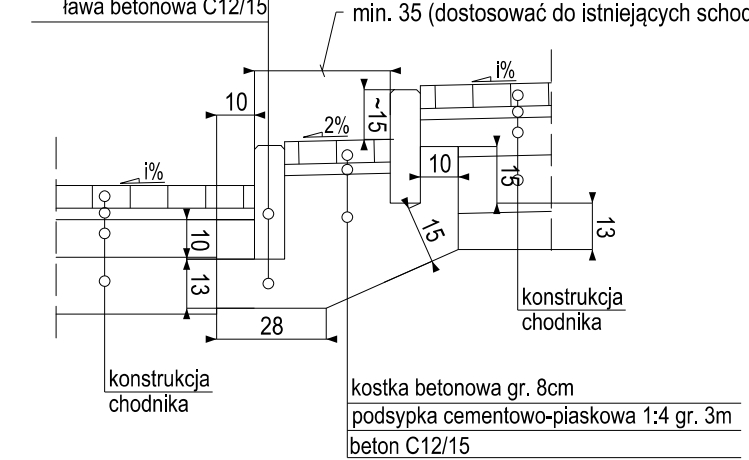 ława betonowa C12/15
min. 35 (dostosować do istniejących schod
i%
10
~15
2%
10
15
i%
10
15
13
13
28
konstrukcja
chodnika
konstrukcja
chodnika
kostka betonowa gr. 8cm
podsypka cementowo-piaskowa 1:4 gr. 3m
beton C12/15